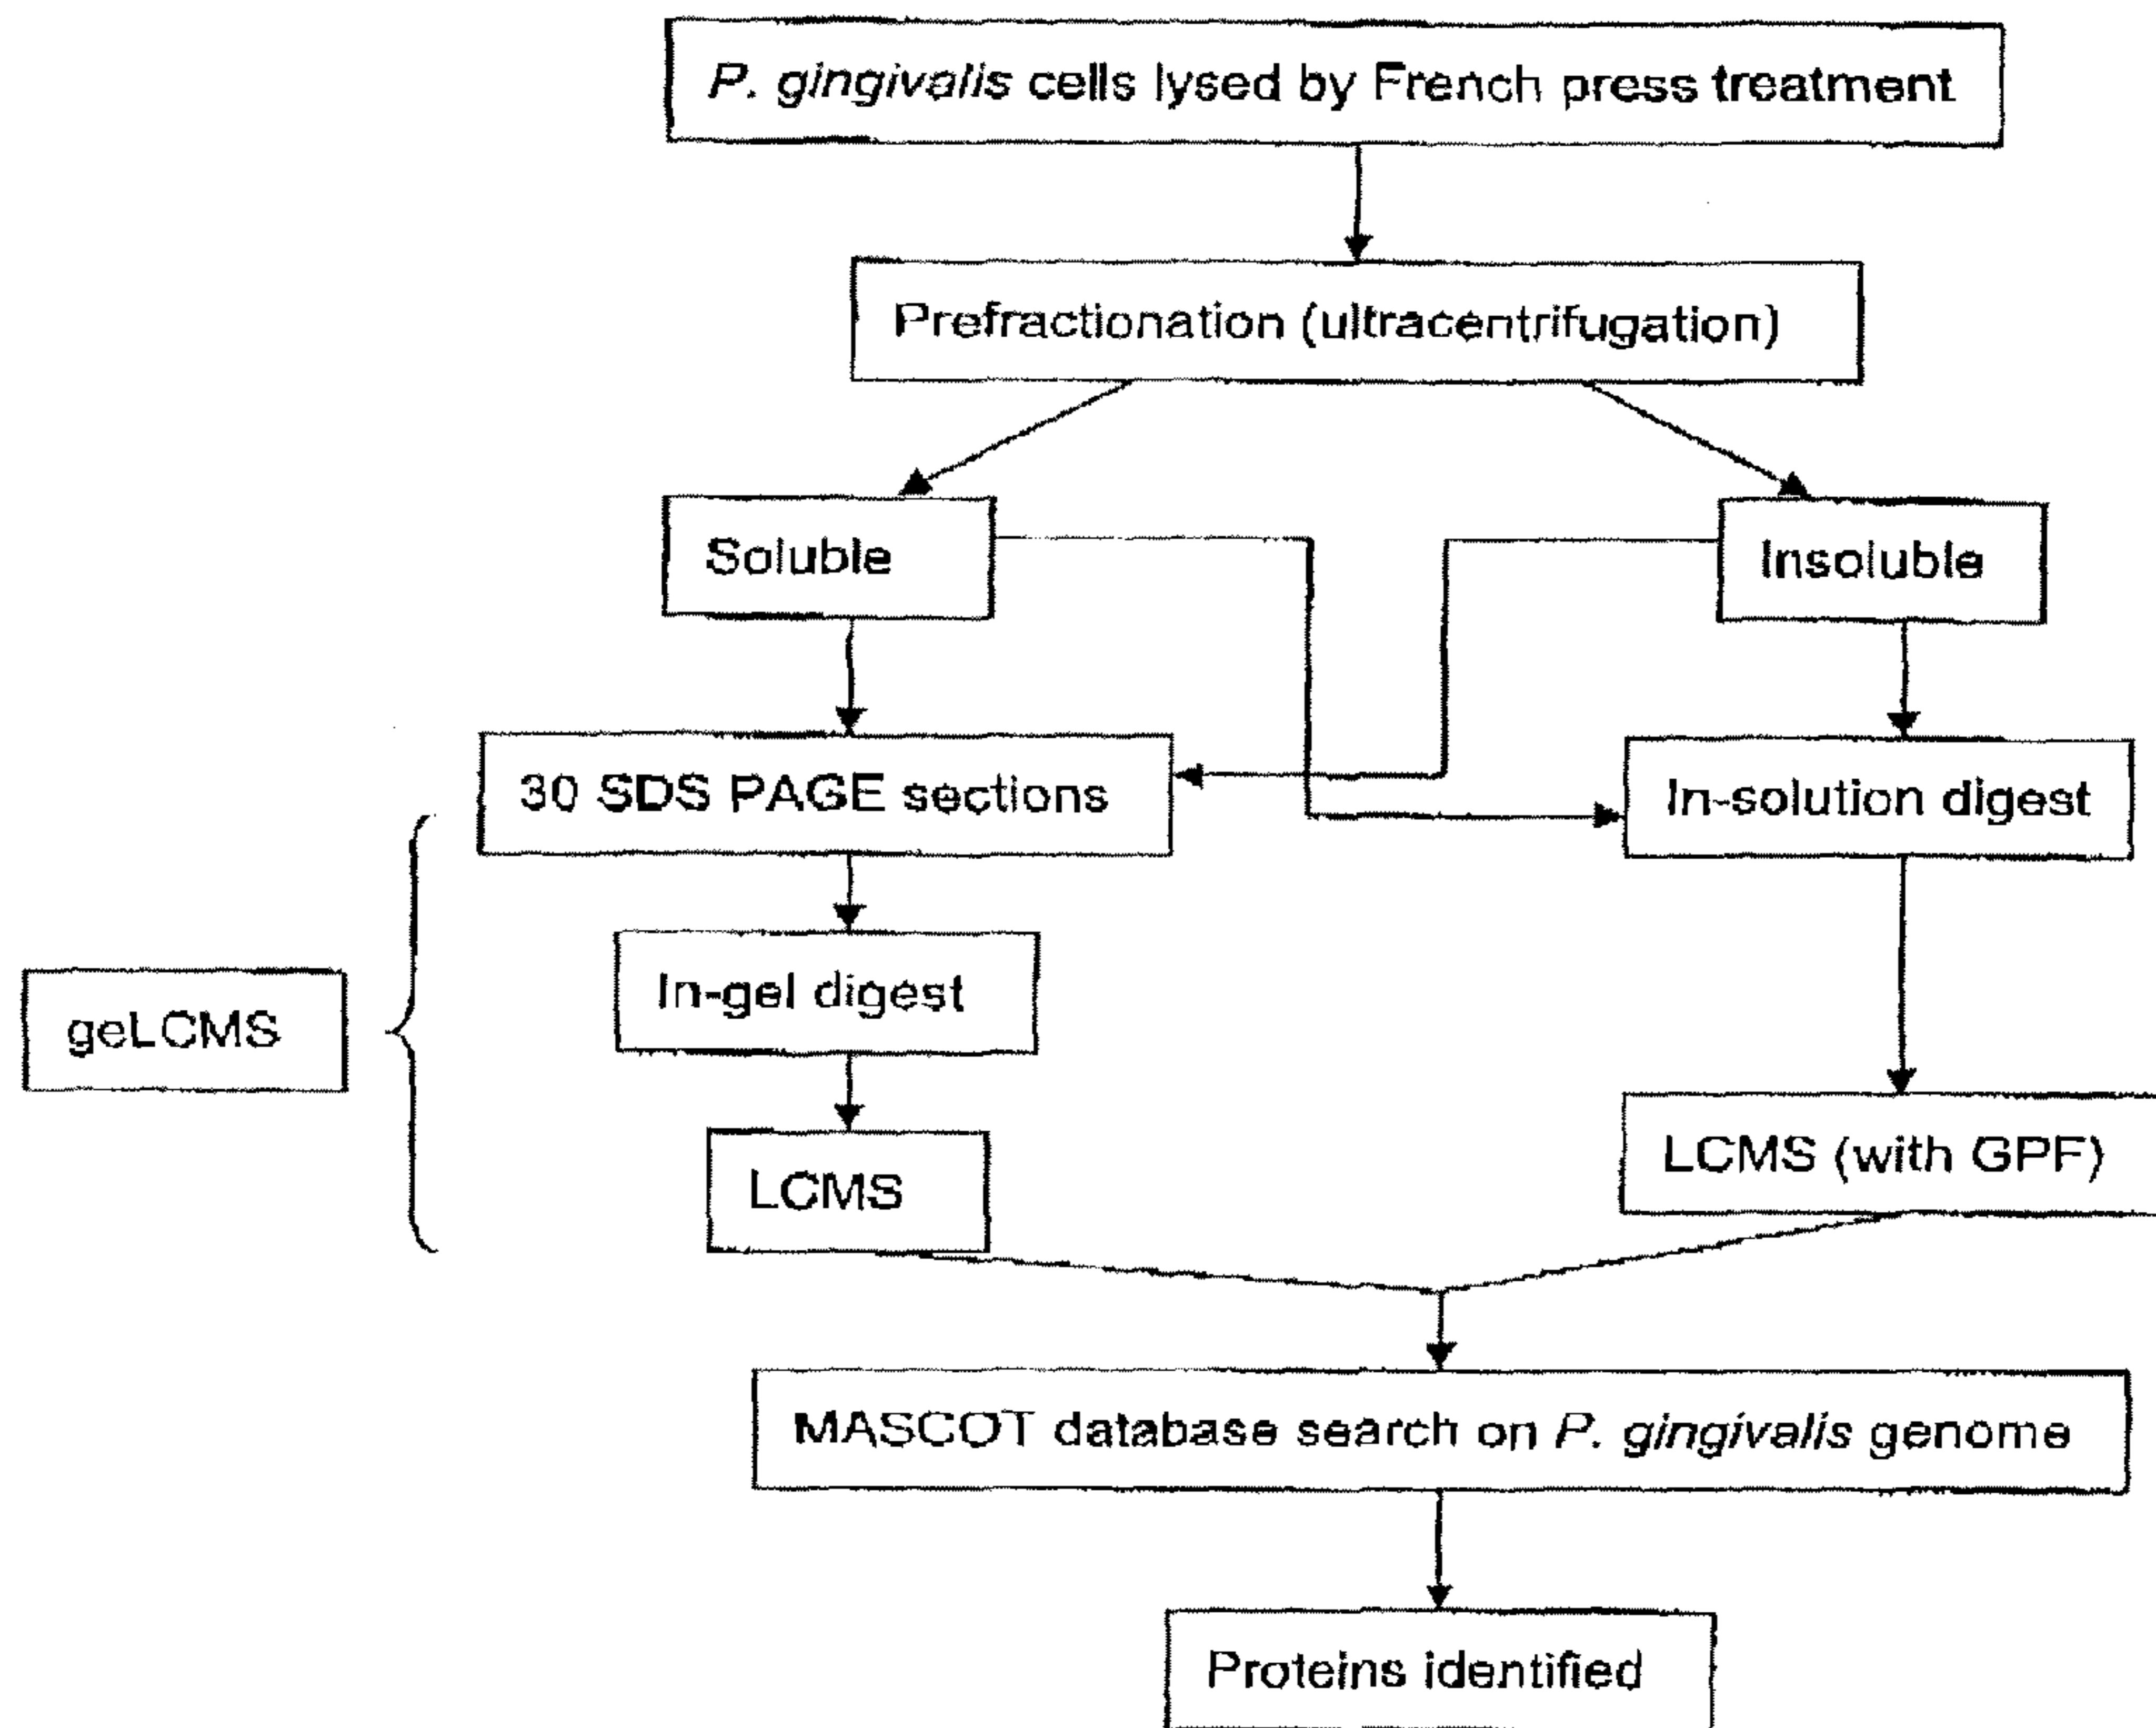 P. gingivalis cells lysed by French press treatment
Prefractionation (ultracentrifugation)
Soluble
Insoluble
30 SDS PAGE sections
In-solution digest
In-gel digest
geLCMS
LCMS (with GPF)
LCMS
MASCOT database search on P. gingivalis genome
Proteins identified